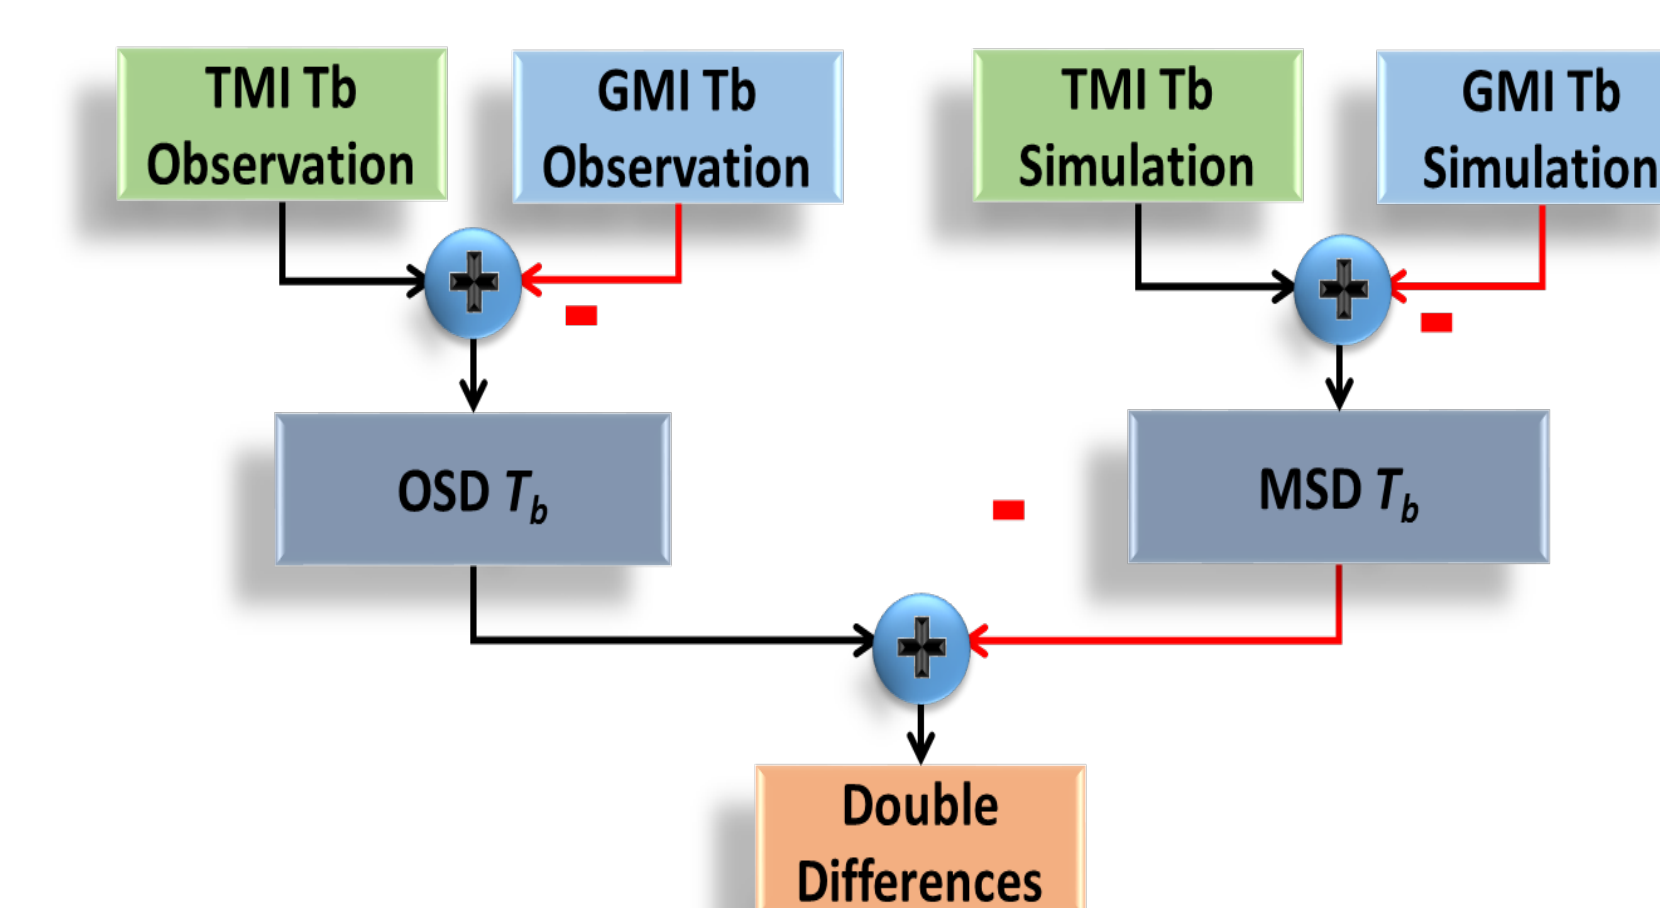 TMI Tb
Observation
GMI Tb
Observation
TMI Tb
Simulation
GMI Tb
Simulation
+
-
+
-
OSD Tb
MSD Tb
-
+
Double
Differences